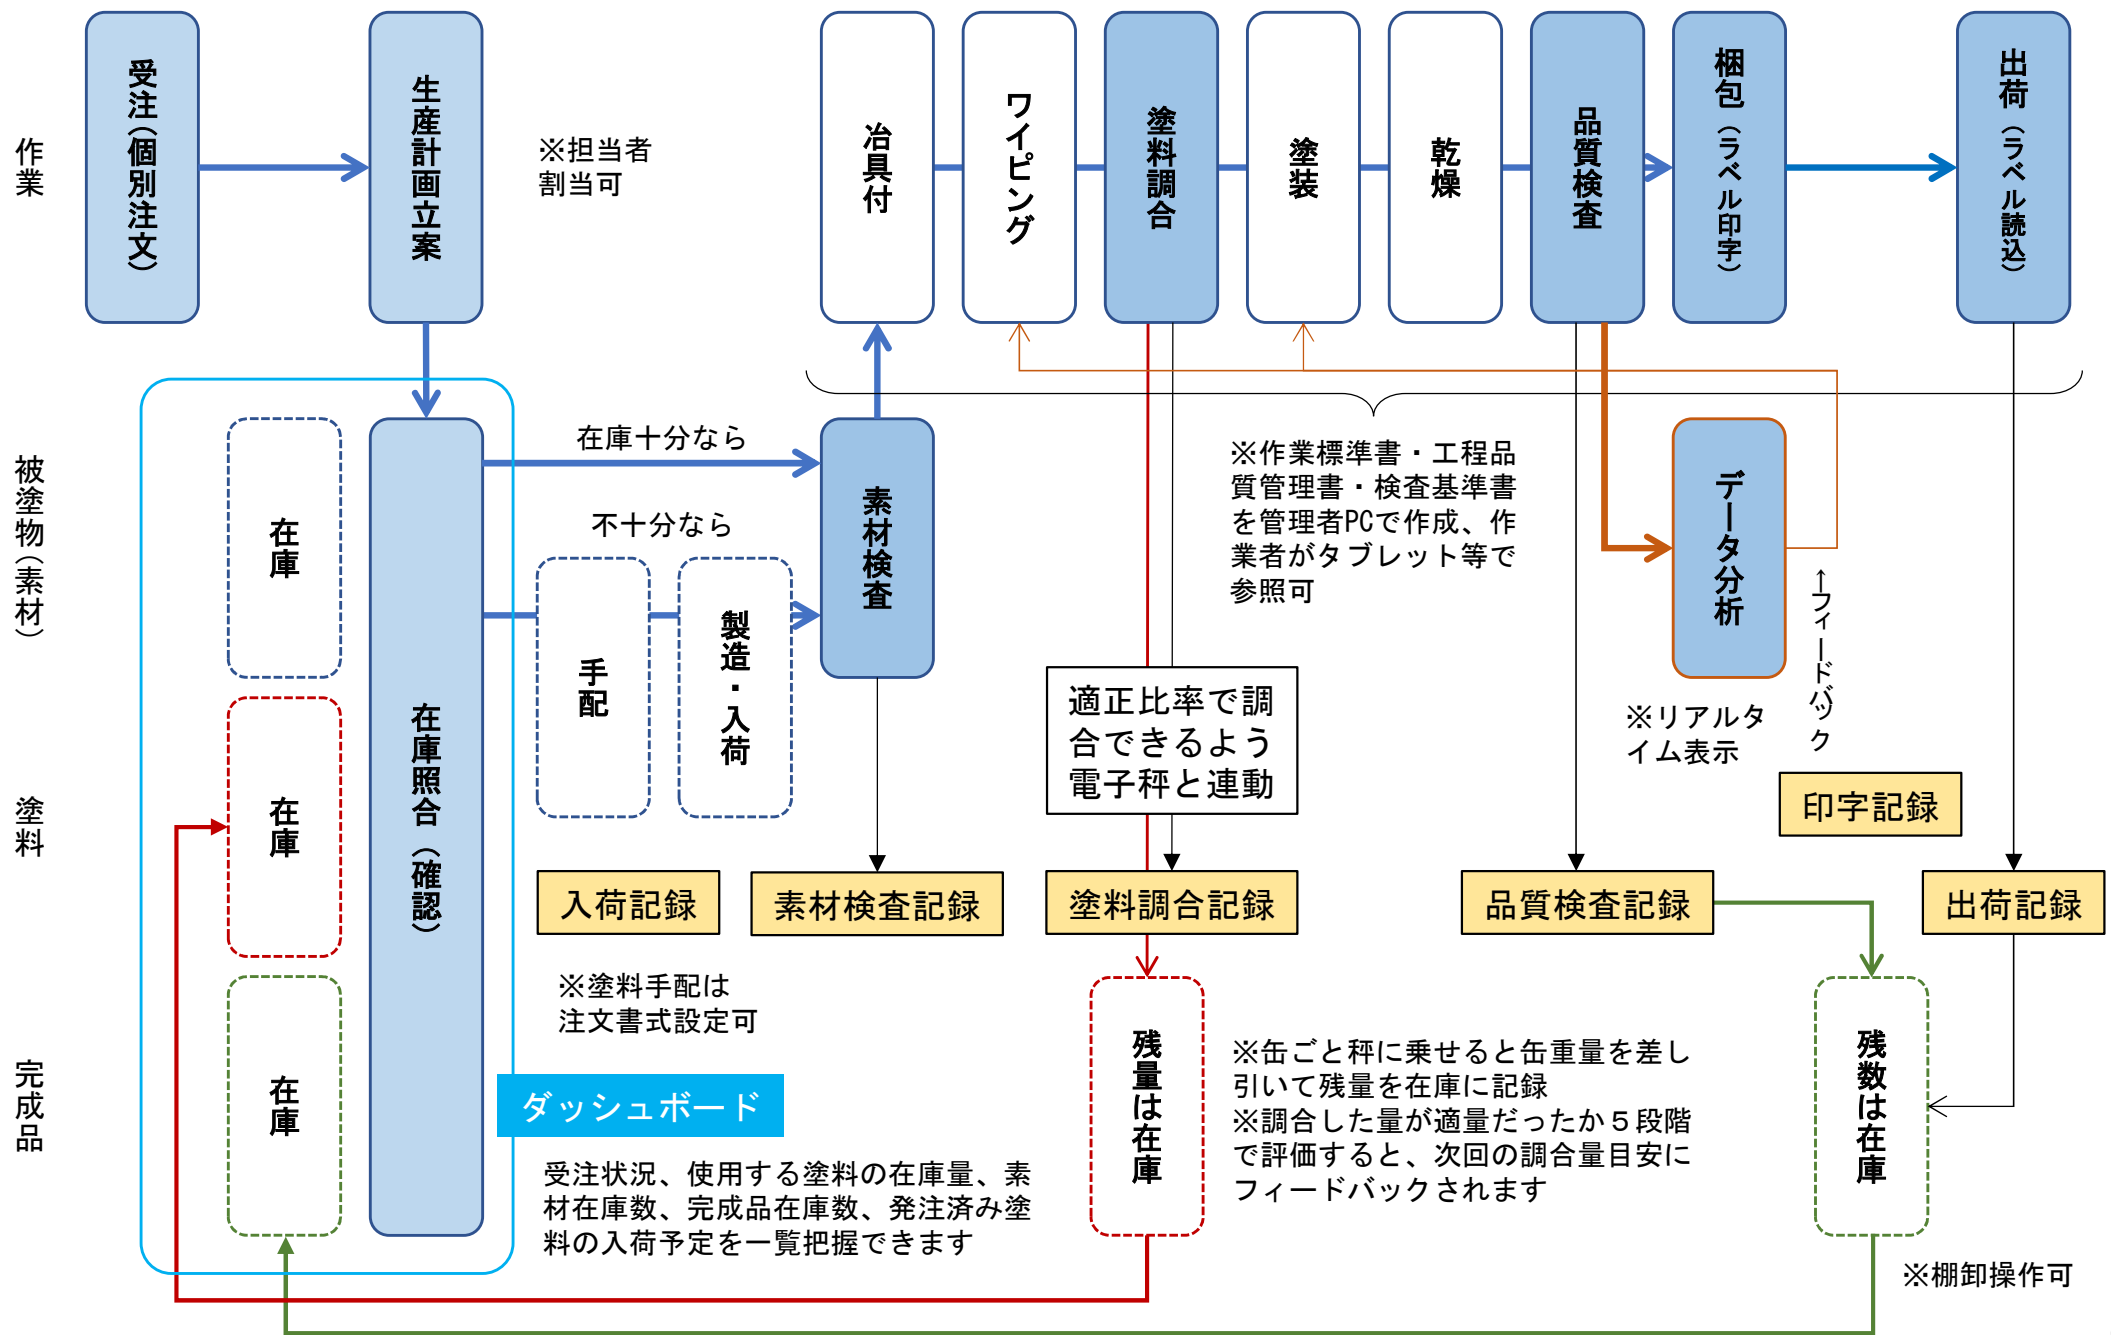 作業
受注（個別注文）
生産計画立案
※担当者
割当可
冶具付
ワイピング
塗料調合
塗装
乾燥
品質検査
梱包（ラベル印字）
出荷（ラベル読込）
被塗物（素材）
在庫
在庫照合（確認）
在庫十分なら
不十分なら
手配
製造・入荷
素材検査
※作業標準書・工程品
質管理書・検査基準書
を管理者PCで作成、作
業者がタブレット等で
参照可
データ分析
←フィードバック
※リアルタ
イム表示
適正比率で調
合できるよう
電子秤と連動
塗料
在庫
印字記録
入荷記録
素材検査記録
塗料調合記録
品質検査記録
出荷記録
※塗料手配は
注文書式設定可
完成品
在庫
ダッシュボード
受注状況、使用する塗料の在庫量、素
材在庫数、完成品在庫数、発注済み塗
料の入荷予定を一覧把握できます
残量は在庫
※缶ごと秤に乗せると缶重量を差し
引いて残量を在庫に記録
※調合した量が適量だったか５段階
で評価すると、次回の調合量目安に
フィードバックされます
残数は在庫
※棚卸操作可